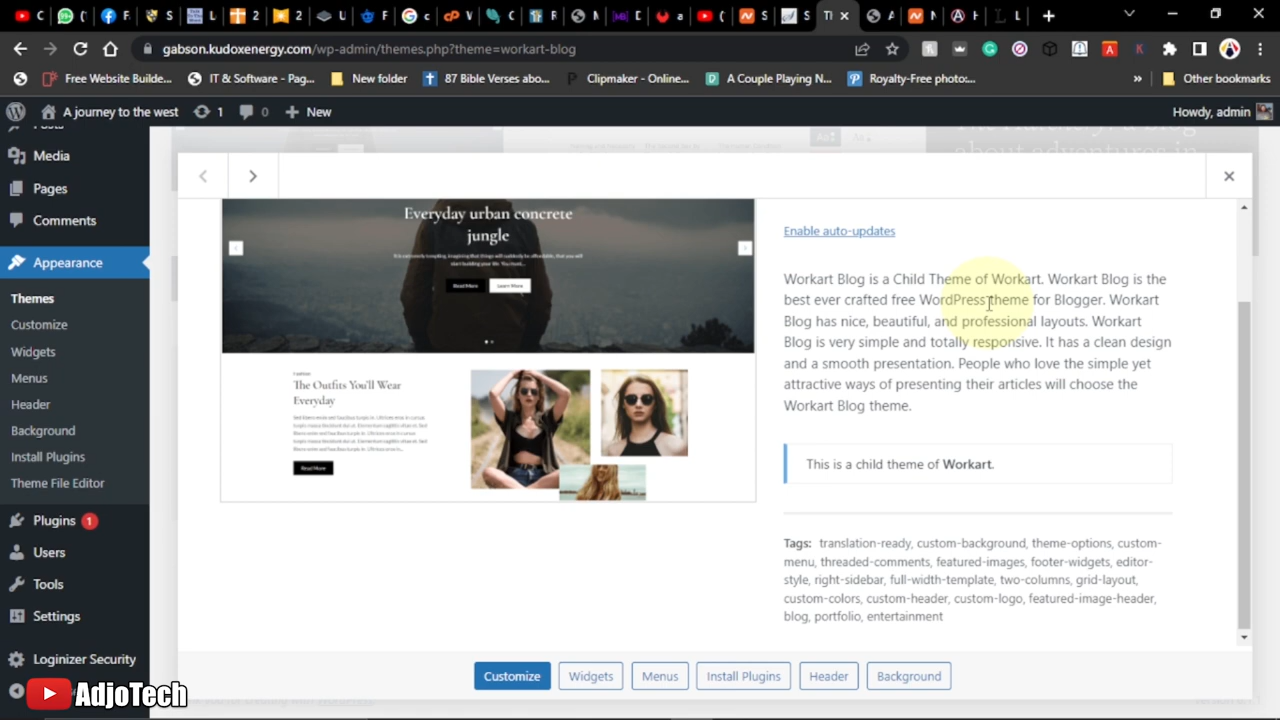 gabson.kudoxenergy.com/wp-admin/themes.php?theme=workart-blog
Free Website Builde...
IT & Software - Pag...
New folder
87 Bible Verses abo...
Clipmaker - Online...
A Couple Playing N...
Royalty-Free photo:...
»
Other bookmarks
A journey to the west
1
0
New
Howdy, admin
Posts
Media
Pages
Comments
Appearance
Themes
Customize
Widgets
Menus
Header
Background
Install Plugins
Theme File Editor
Plugins 1
Users
Tools
Settings
Loginizer Security
Everyday urban concrete
jungle
Read More
Learn More
Fashion
The Outfits You'll Wear
Everyday
Read More
Enable auto-updates
Workart Blog is a Child Theme of Workart. Workart Blog is the
best ever crafted free WordPress theme for Blogger. Workart
Blog has nice, beautiful, and professional layouts. Workart
Blog is very simple and totally responsive. It has a clean design
and a smooth presentation. People who love the simple yet
attractive ways of presenting their articles will choose the
Workart Blog theme.
This is a child theme of Workart.
Tags: translation-ready, custom-background, theme-options, custom-
menu, threaded-comments, featured-images, footer-widgets, editor-
style, right-sidebar, full-width-template, two-columns, grid-layout,
custom-colors, custom-header, custom-logo, featured-image-header,
blog, portfolio, entertainment
Customize
Widgets
Menus
Install Plugins
Header
Background
AdjoTech